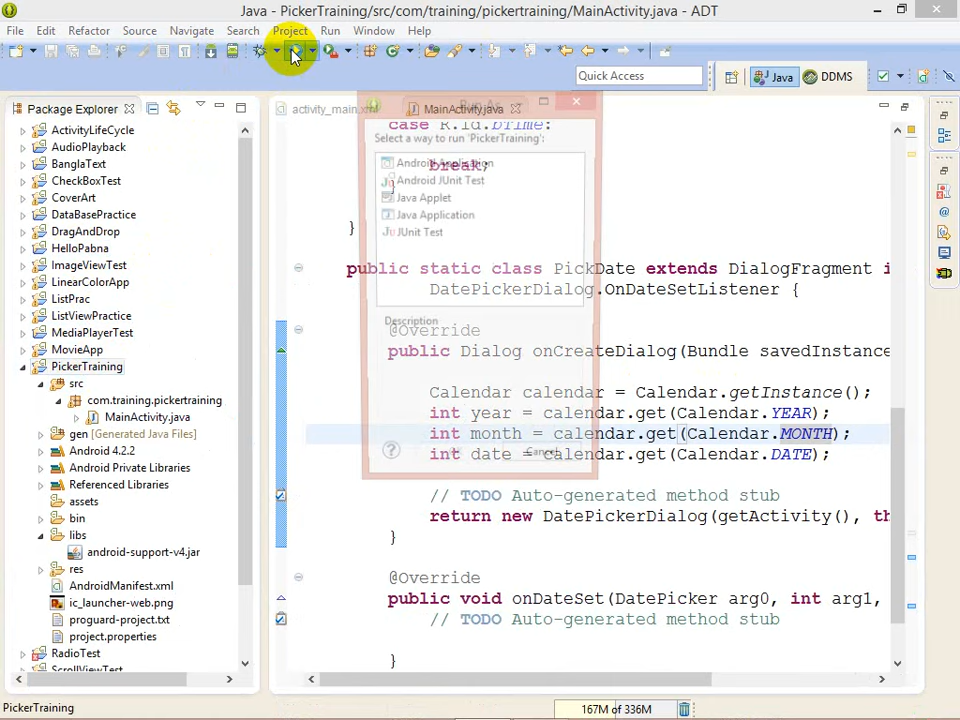 Java - PickerTraining/src/com/training/pickertraining/MainActivity.java - ADT
File Edit Refactor Source Navigate Search Project Run Window Help
Quick Access
Java
DDMS
Package Explorer
activity_main.xml
MainActivity.java
ActivityLifeCycle
AudioPlayback
BanglaText
CheckBoxTest
CoverArt
DataBasePractice
DragAndDrop
HelloPabna
ImageViewTest
LinearColorApp
ListPrac
ListViewPractice
MediaPlayerTest
MovieApp
PickerTraining
src
com.training.pickertraining
MainActivity.java
gen [Generated Java Files]
Android 4.2.2
Android Private Libraries
Referenced Libraries
assets
bin
libs
android-support-v4.jar
res
AndroidManifest.xml
ic_launcher-web.png
proguard-project.txt
project.properties
RadioTest
ScrollViewTest
Run As
Select a way to run 'PickerTraining':
Android Application
Android JUnit Test
Java Applet
Java Application
JUnit Test
Description
Cancel
case R.id.btime:
break;
}
}
public static class PickDate extends DialogFragment i
DatePickerDialog.OnDateSetListener {
@Override
public Dialog onCreateDialog(Bundle savedInstance
Calendar calendar = Calendar.getInstance();
int year = calendar.get(Calendar.YEAR);
int month = calendar.get(Calendar.MONTH);
int date = calendar.get(Calendar.DATE);
// TODO Auto-generated method stub
return new DatePickerDialog(getActivity(), th
}
@Override
public void onDateSet(DatePicker arg0, int arg1,
// TODO Auto-generated method stub
}
PickerTraining
167M of 336M